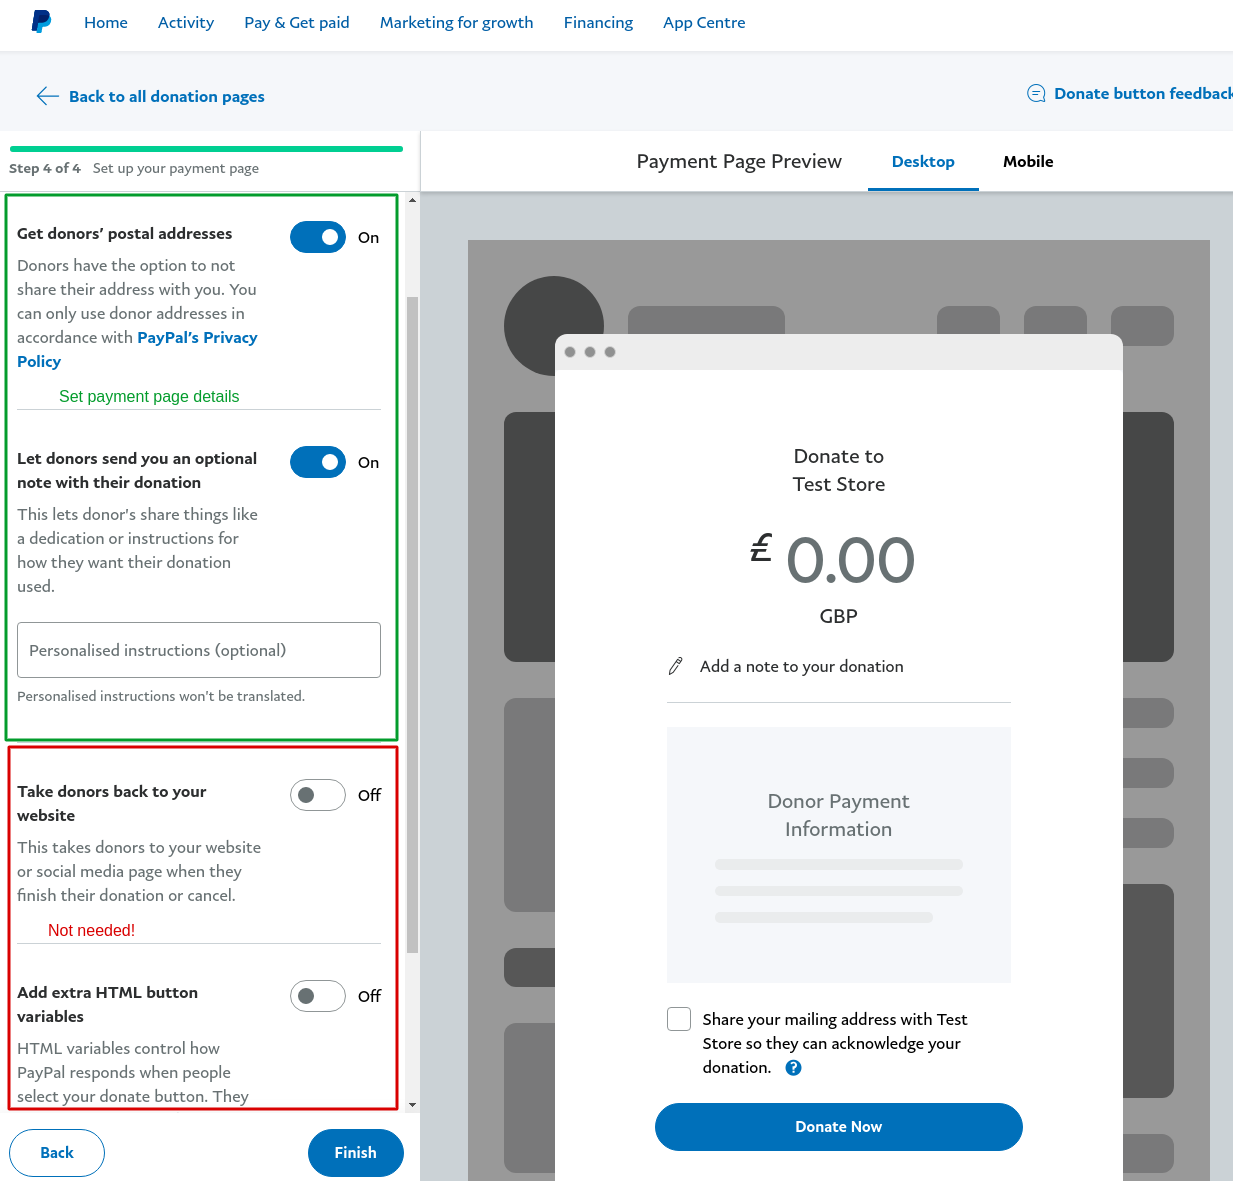 Home Activity Pay & Get paid Marketing for growth Financing App Centre
Back to all donation pages
Donate button feedback
Step 4 of 4 Set up your payment page
Payment Page Preview Desktop Mobile
Get donors’ postal addresses
On
Donors have the option to not
share their address with you. You
can only use donor addresses in
accordance with PayPal’s Privacy
Policy
Set payment page details
Let donors send you an optional
note with their donation
On
This lets donor's share things like
a dedication or instructions for
how they want their donation
used.
Personalised instructions (optional)
Personalised instructions won't be translated.
Take donors back to your
website
Off
This takes donors to your website
or social media page when they
finish their donation or cancel.
Not needed!
Add extra HTML button
variables
Off
HTML variables control how
PayPal responds when people
select your donate button. They
Back
Finish
Donate to
Test Store
£ 0.00
GBP
Add a note to your donation
Donor Payment
Information
Share your mailing address with Test
Store so they can acknowledge your
donation. ?
Donate Now